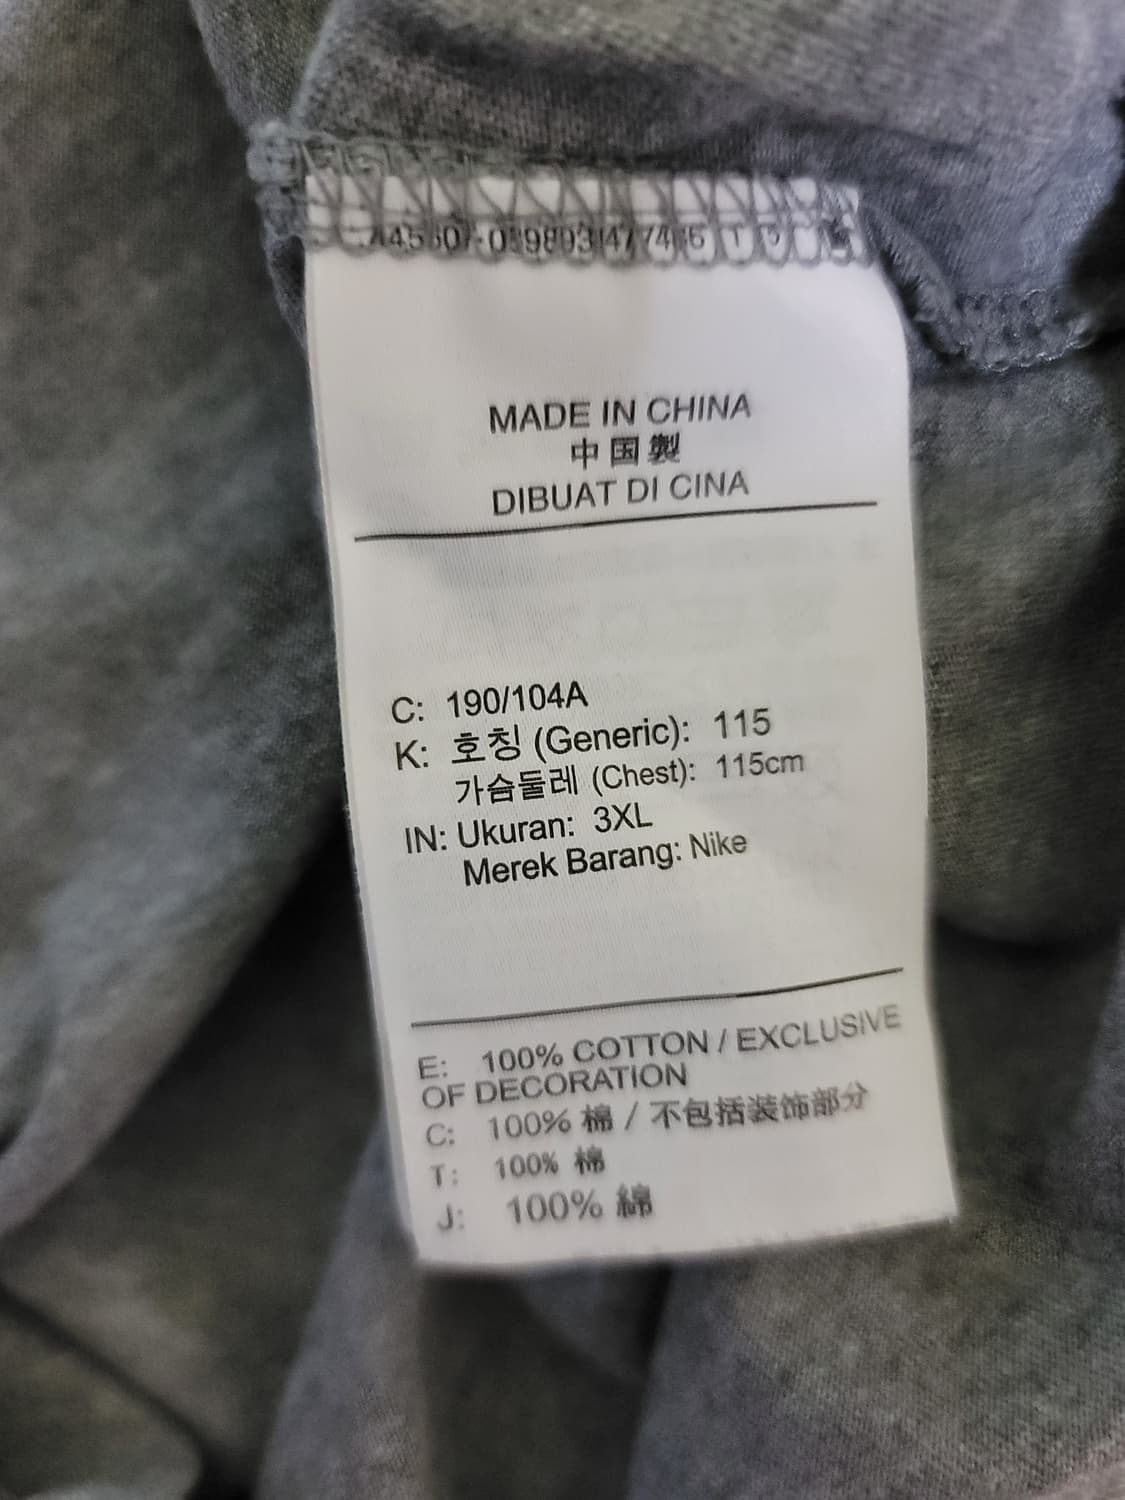 MADE IN CHINA
中国製
DIBUAT DI CINA
C: 190/104A
K: 호칭 (Generic): 115
가슴둘레 (Chest): 115cm
IN: Ukuran: 3XL
Merek Barang: Nike
E: 100% COTTON / EXCLUSIVE
OF DECORATION
C: 100% 棉 / 不包括装饰部分
T: 100% 棉
J: 100% 綿